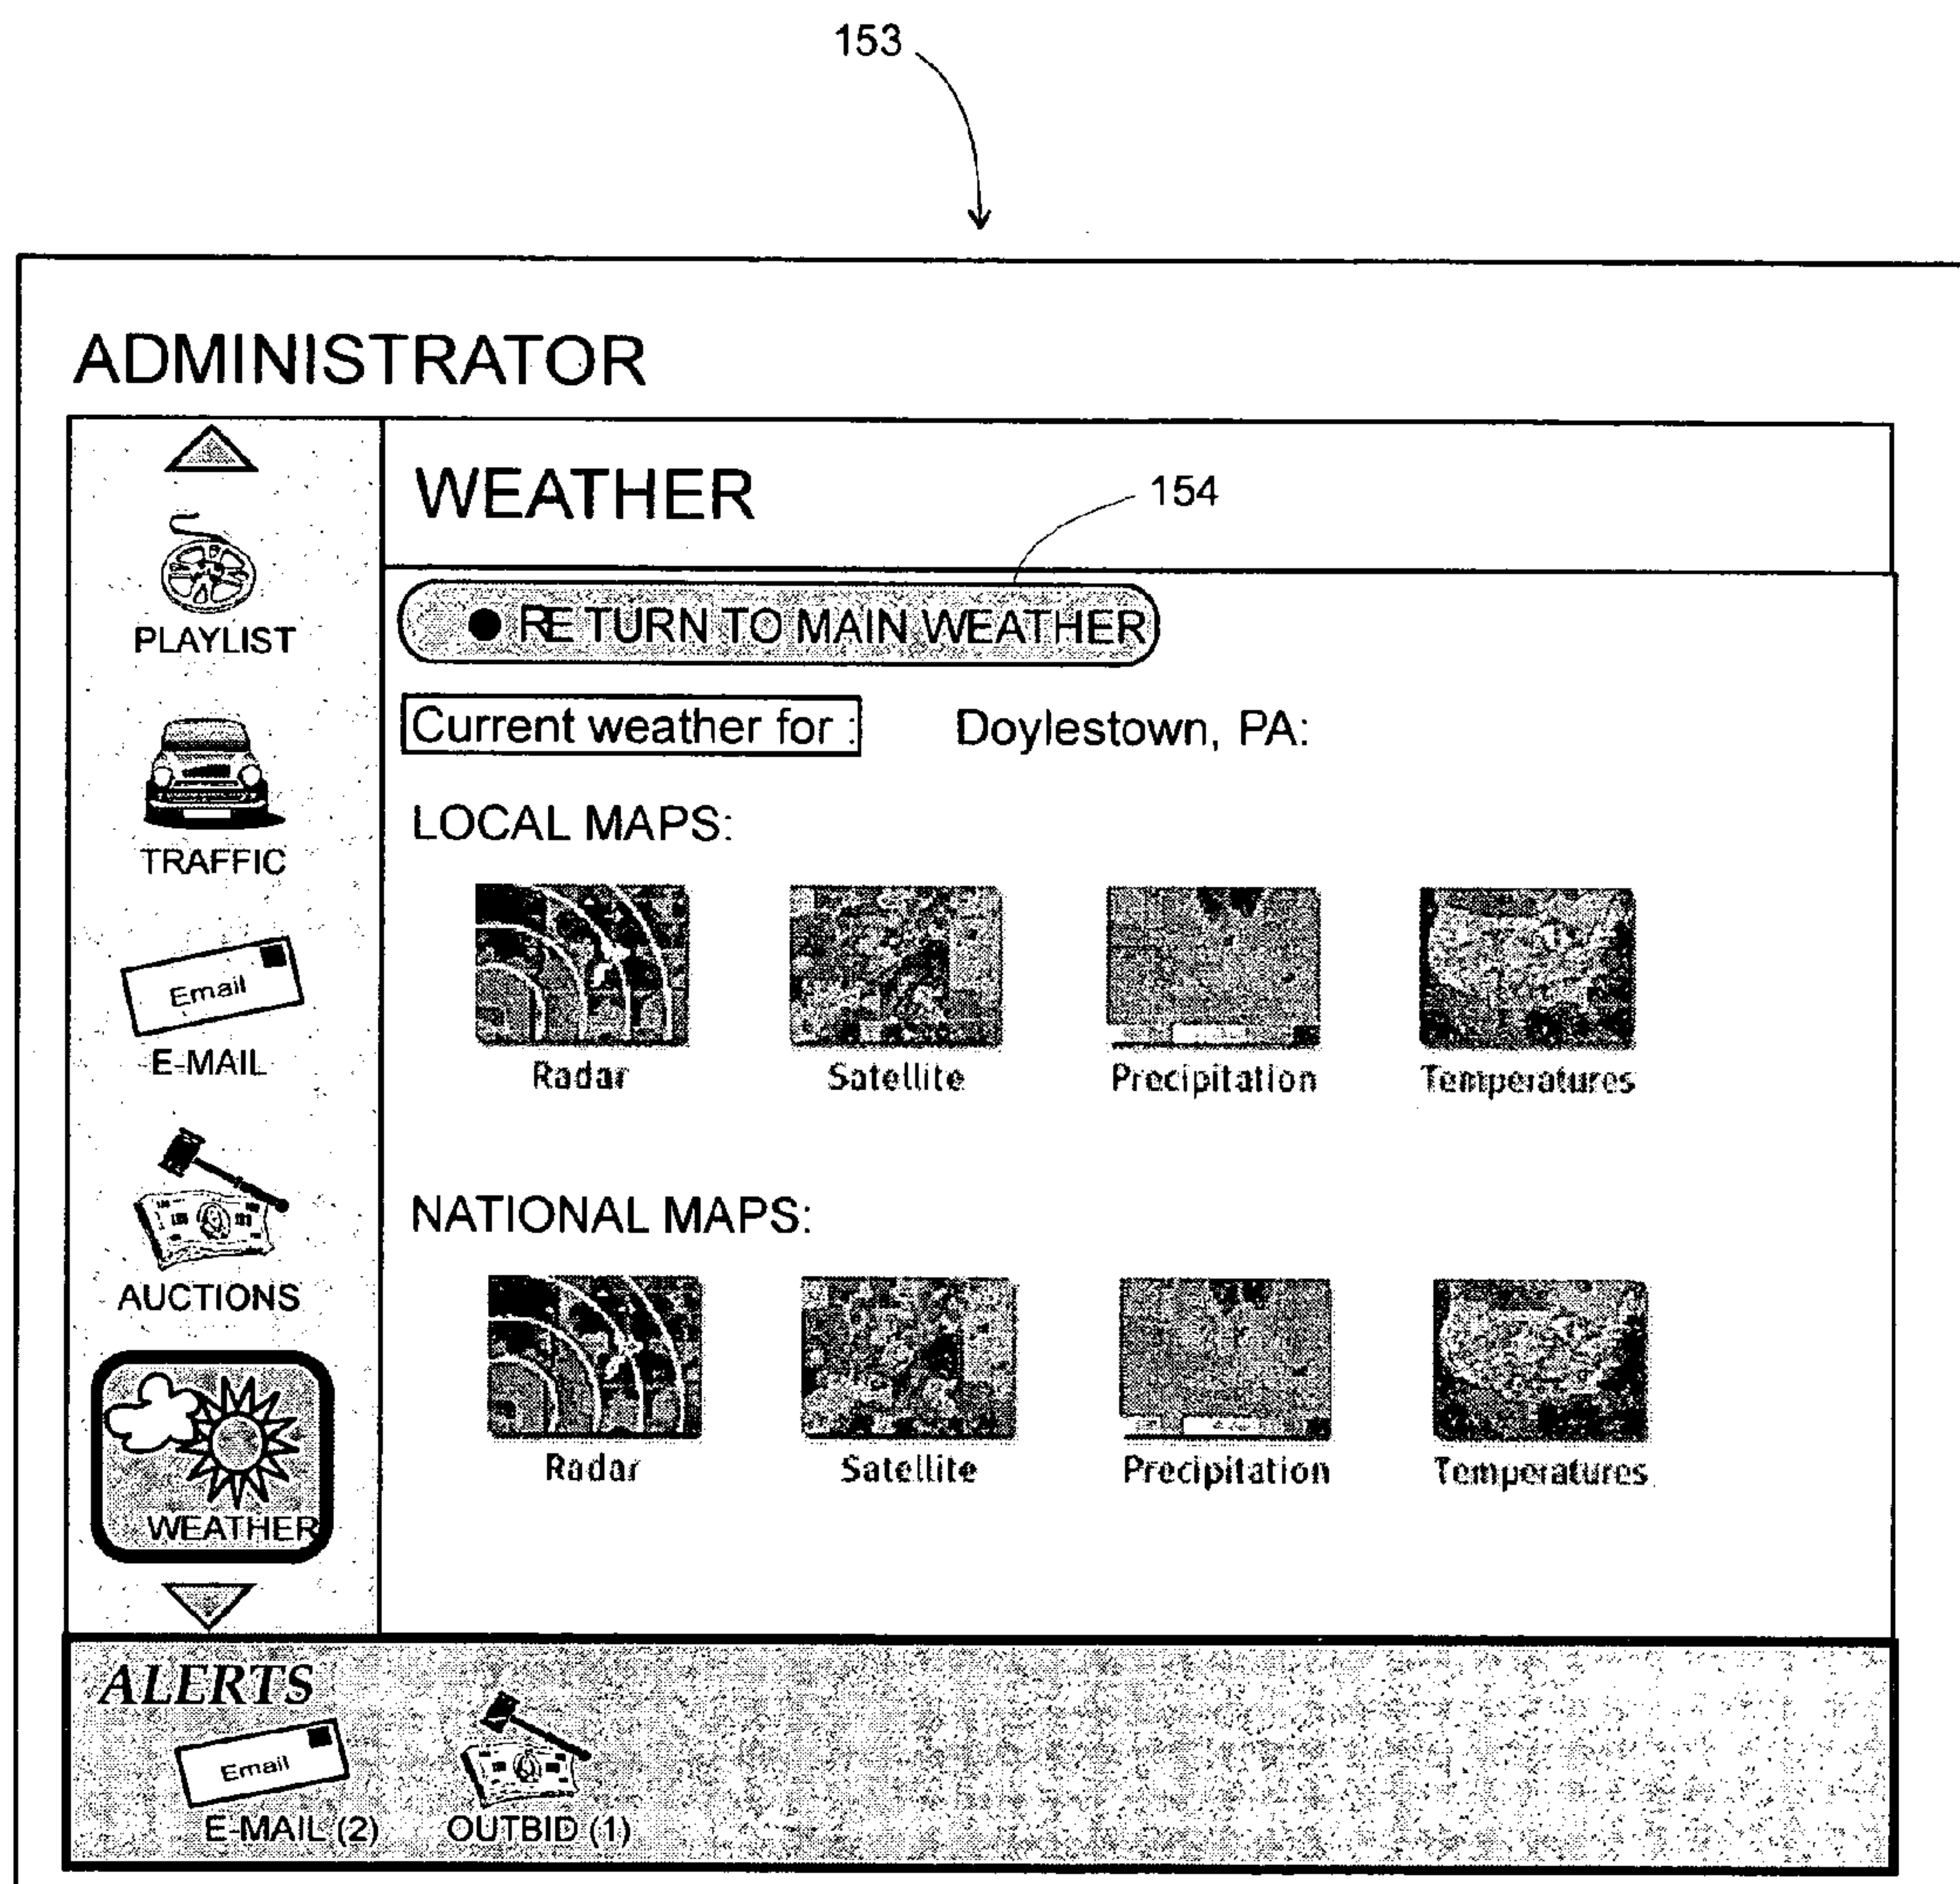 153
ADMINISTRATOR
WEATHER
154
RETURN TO MAIN WEATHER
Current weather for : Doylestown, PA:
LOCAL MAPS:
Radar Satellite Precipitation Temperatures
NATIONAL MAPS:
Radar Satellite Precipitation Temperatures
PLAYLIST
TRAFFIC
Email
E-MAIL
AUCTIONS
WEATHER
ALERTS
Email
E-MAIL (2) OUTBID (1)